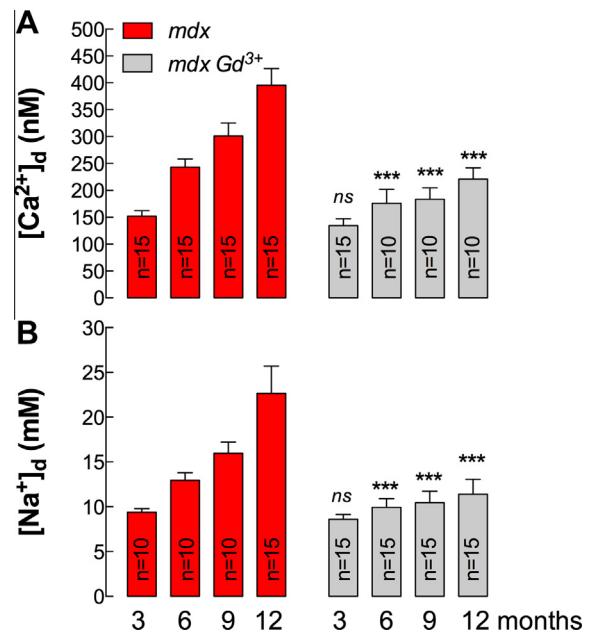 A
mdx
mdx Gd³⁺
[Ca²⁺]d (nM)
500
450
400
350
300
250
200
150
100
50
0
n=15
n=15
n=15
n=15
ns
***
***
***
n=15
n=10
n=10
n=10
B
[Na⁺]d (mM)
30
25
20
15
10
5
0
n=10
n=10
n=10
n=15
ns
***
***
***
n=15
n=15
n=15
n=15
3 6 9 12 3 6 9 12 months